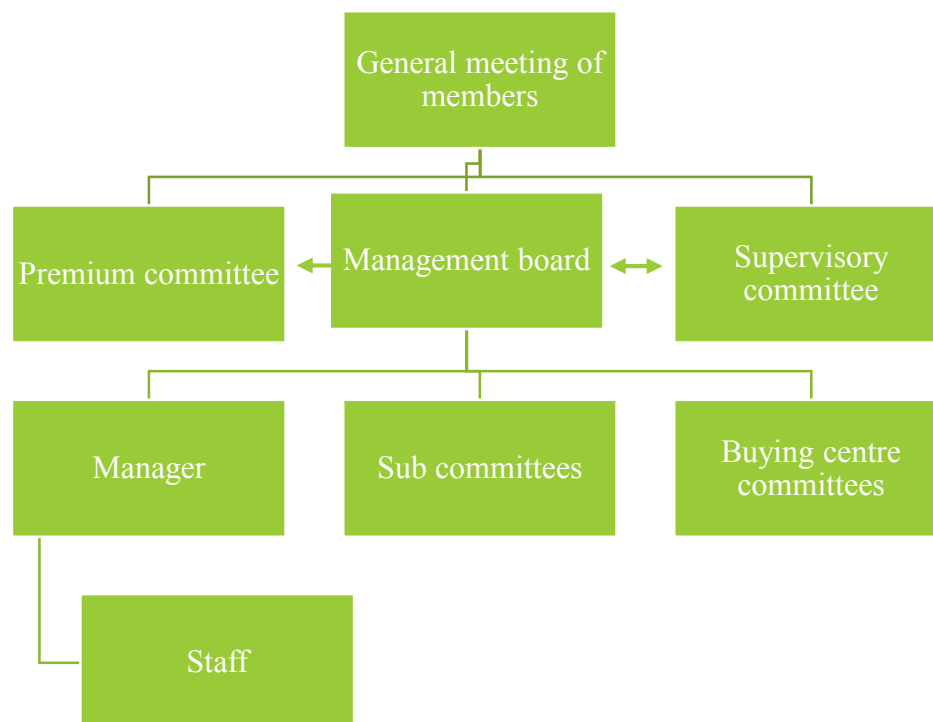 General meeting of
members
Premium committee
Management board
Supervisory
committee
Manager
Sub committees
Buying centre
committees
Staff